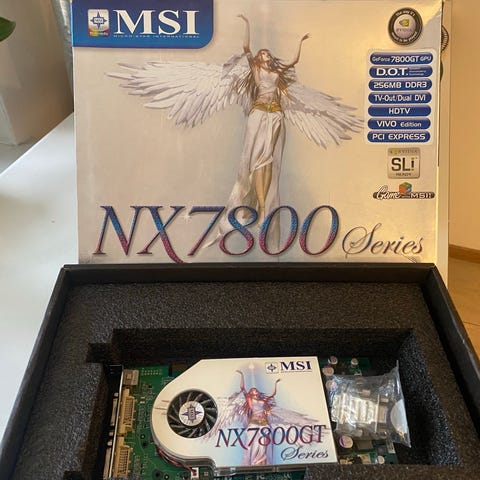 MSI
MICRO-STAR INTERNATIONAL
GeForce 7800GT GPU
D.O.T
256MB DDR3
TV-Out/Dual DVI
HDTV
VIVO Edition
PCI EXPRESS
SLI
MSI
NX7800 Series
MSI
NX7800GT
Series